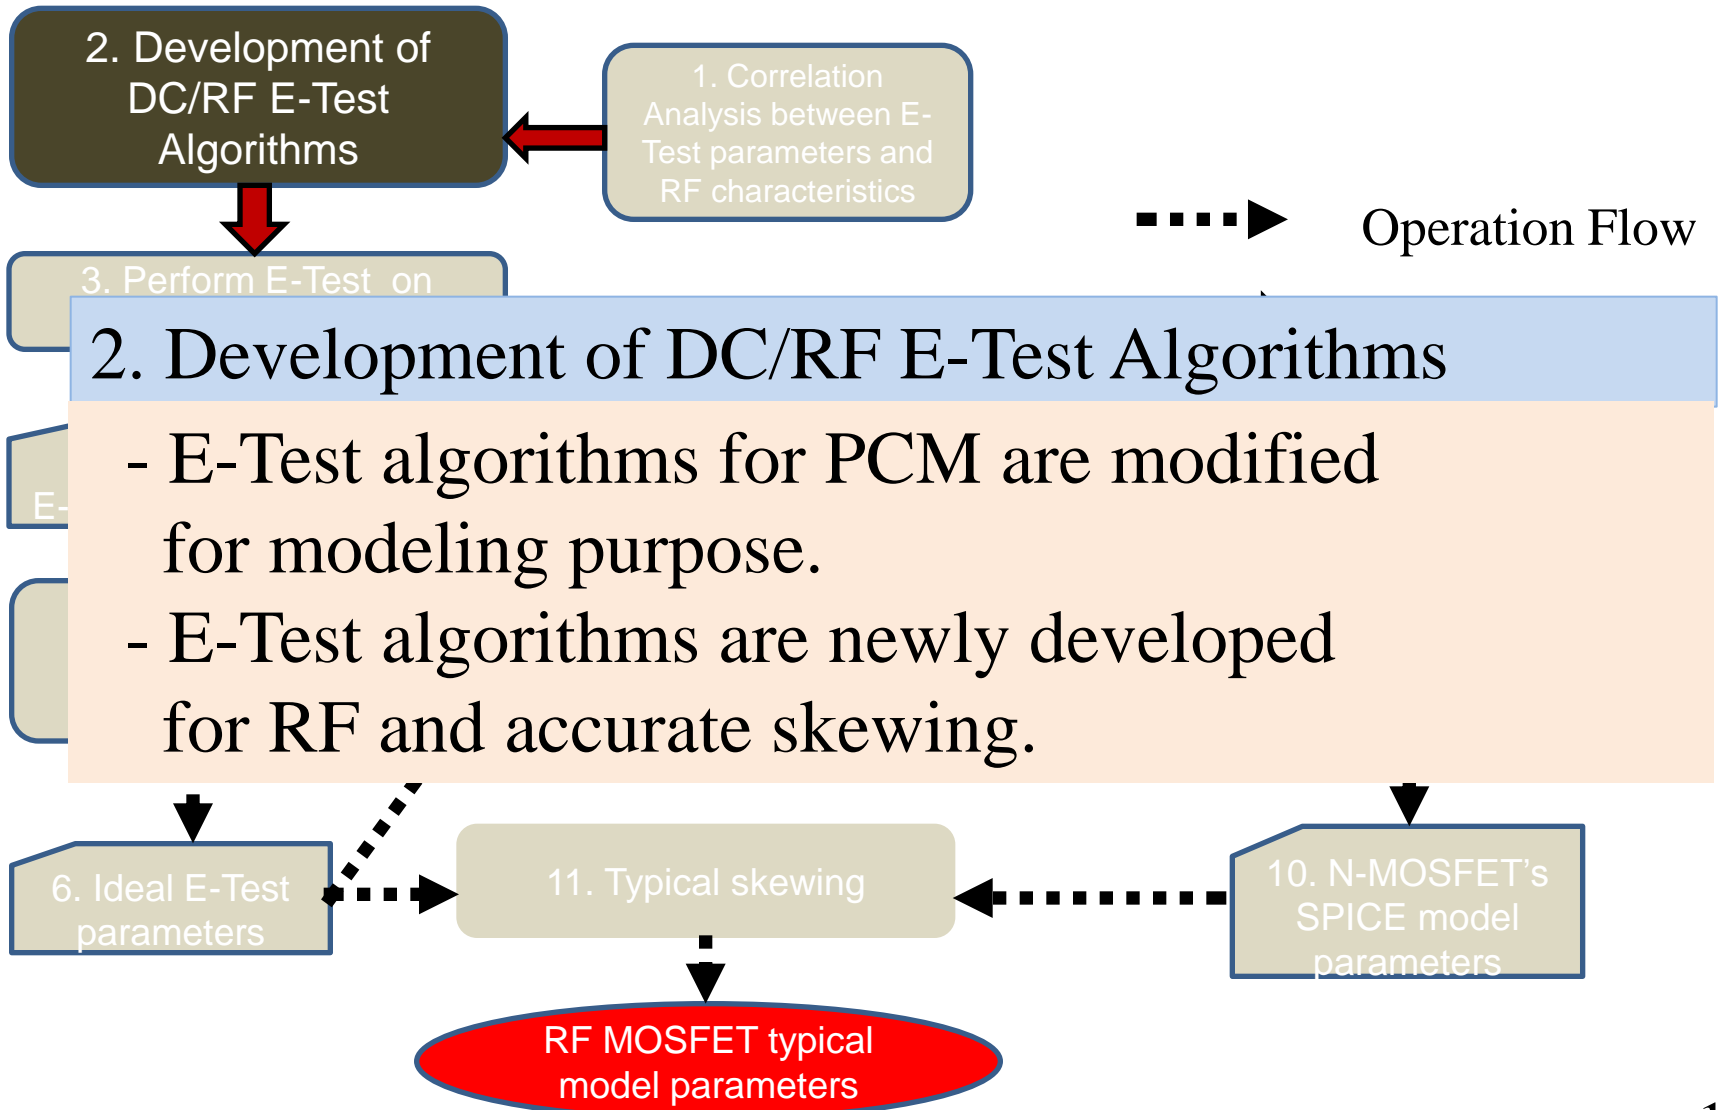 2. Development of
DC/RF E-Test
Algorithms
1. Correlation
Analysis between E-
Test parameters and
RF characteristics
Operation Flow
3. Perform E-Test on
2. Development of DC/RF E-Test Algorithms
- E-Test algorithms for PCM are modified
for modeling purpose.
- E-Test algorithms are newly developed
for RF and accurate skewing.
E-
6. Ideal E-Test
parameters
11. Typical skewing
10. N-MOSFET's
SPICE model
parameters
RF MOSFET typical
model parameters